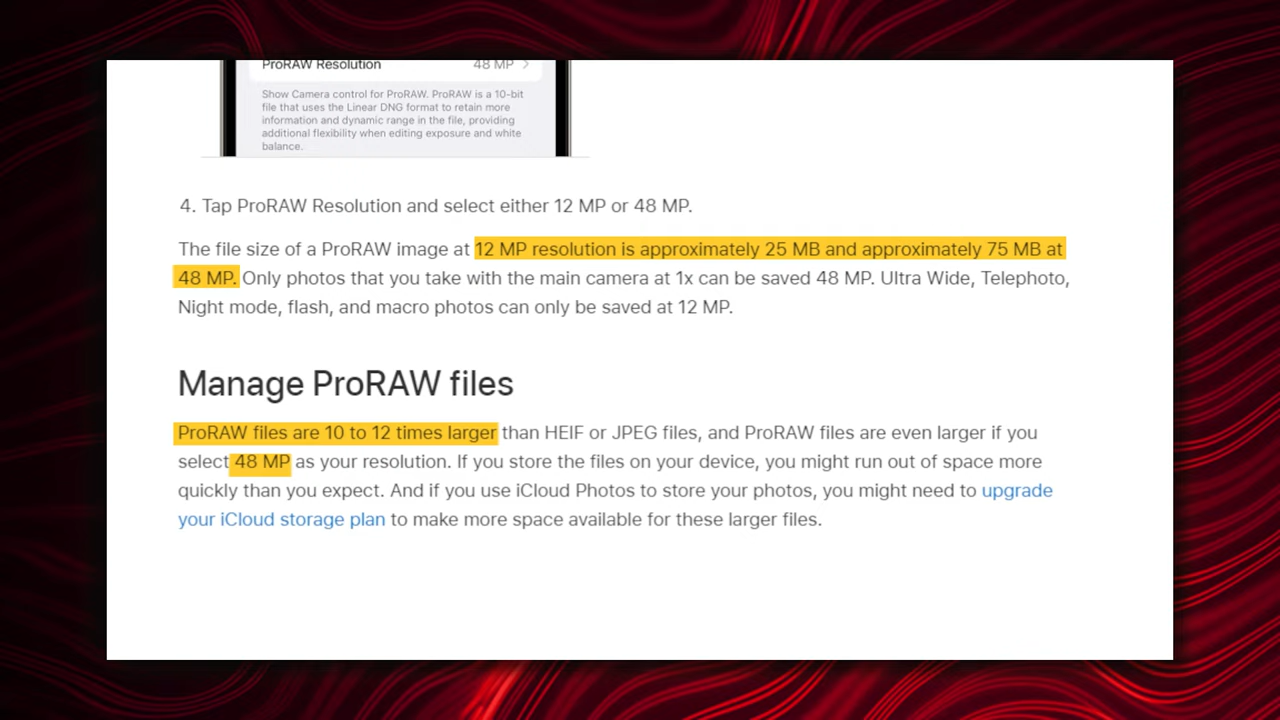 ProRAW Resolution 48 MP >
Show Camera control for ProRAW. ProRAW is a 10-bit
file that uses the Linear DNG format to retain more
information and dynamic range in the file, providing
additional flexibility when editing exposure and white
balance.
4. Tap ProRAW Resolution and select either 12 MP or 48 MP.
The file size of a ProRAW image at 12 MP resolution is approximately 25 MB and approximately 75 MB at
48 MP. Only photos that you take with the main camera at 1x can be saved 48 MP. Ultra Wide, Telephoto,
Night mode, flash, and macro photos can only be saved at 12 MP.
Manage ProRAW files
ProRAW files are 10 to 12 times larger than HEIF or JPEG files, and ProRAW files are even larger if you
select 48 MP as your resolution. If you store the files on your device, you might run out of space more
quickly than you expect. And if you use iCloud Photos to store your photos, you might need to upgrade
your iCloud storage plan to make more space available for these larger files.